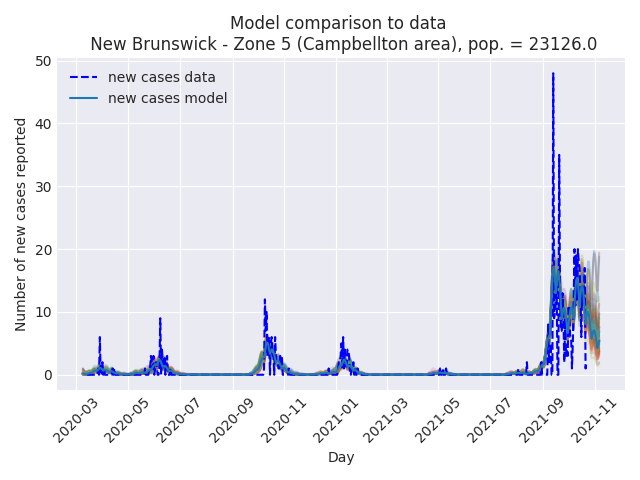 Model comparison to data
New Brunswick - Zone 5 (Campbellton area), pop. = 23126.0
new cases data
new cases model
Number of new cases reported
50
40
30
20
10
0
2020-03
2020-05
2020-07
2020-09
2020-11
2021-01
2021-03
2021-05
2021-07
2021-09
2021-11
Day